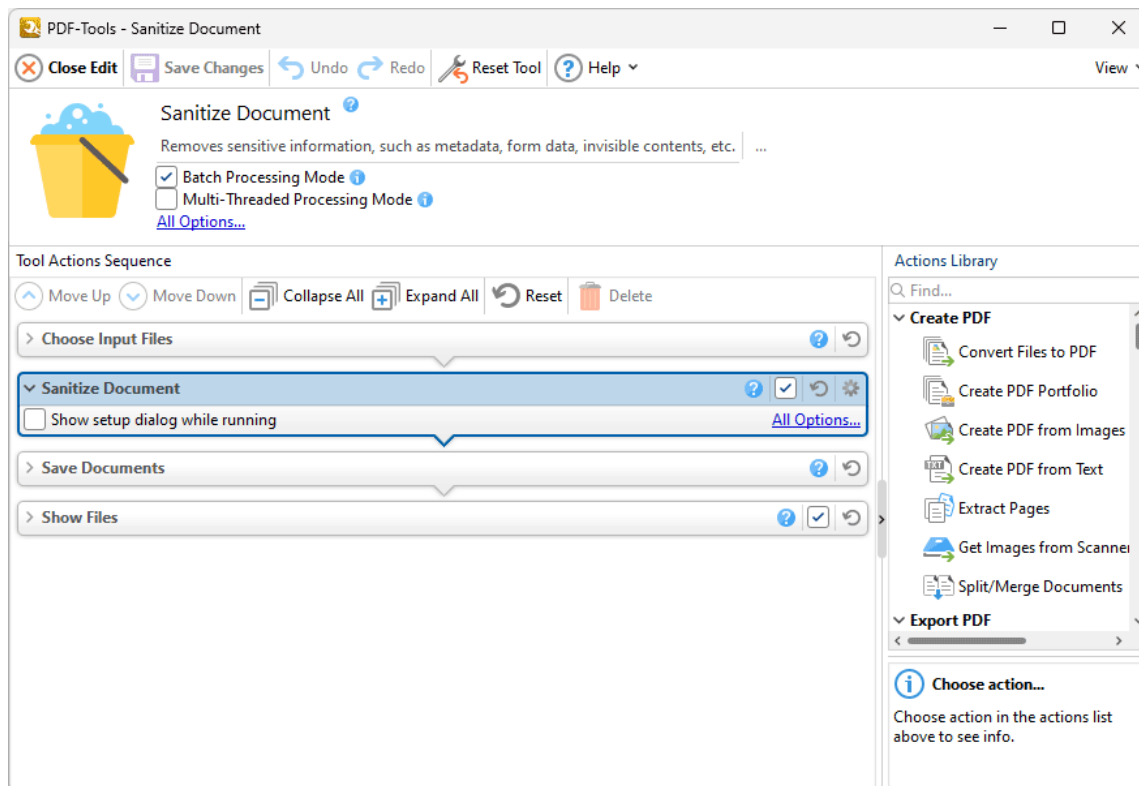 PDF-Tools - Sanitize Document
Close Edit Save Changes Undo Redo Reset Tool Help View
Sanitize Document
Removes sensitive information, such as metadata, form data, invisible contents, etc. ...
Batch Processing Mode
Multi-Threaded Processing Mode
All Options...
Tool Actions Sequence
Move Up Move Down Collapse All Expand All Reset Delete
Choose Input Files
Sanitize Document
Show setup dialog while running All Options...
Save Documents
Show Files
Actions Library
Find...
Create PDF
Convert Files to PDF
Create PDF Portfolio
Create PDF from Images
TXT Create PDF from Text
Extract Pages
Get Images from Scanner
Split/Merge Documents
Export PDF
Choose action...
Choose action in the actions list
above to see info.